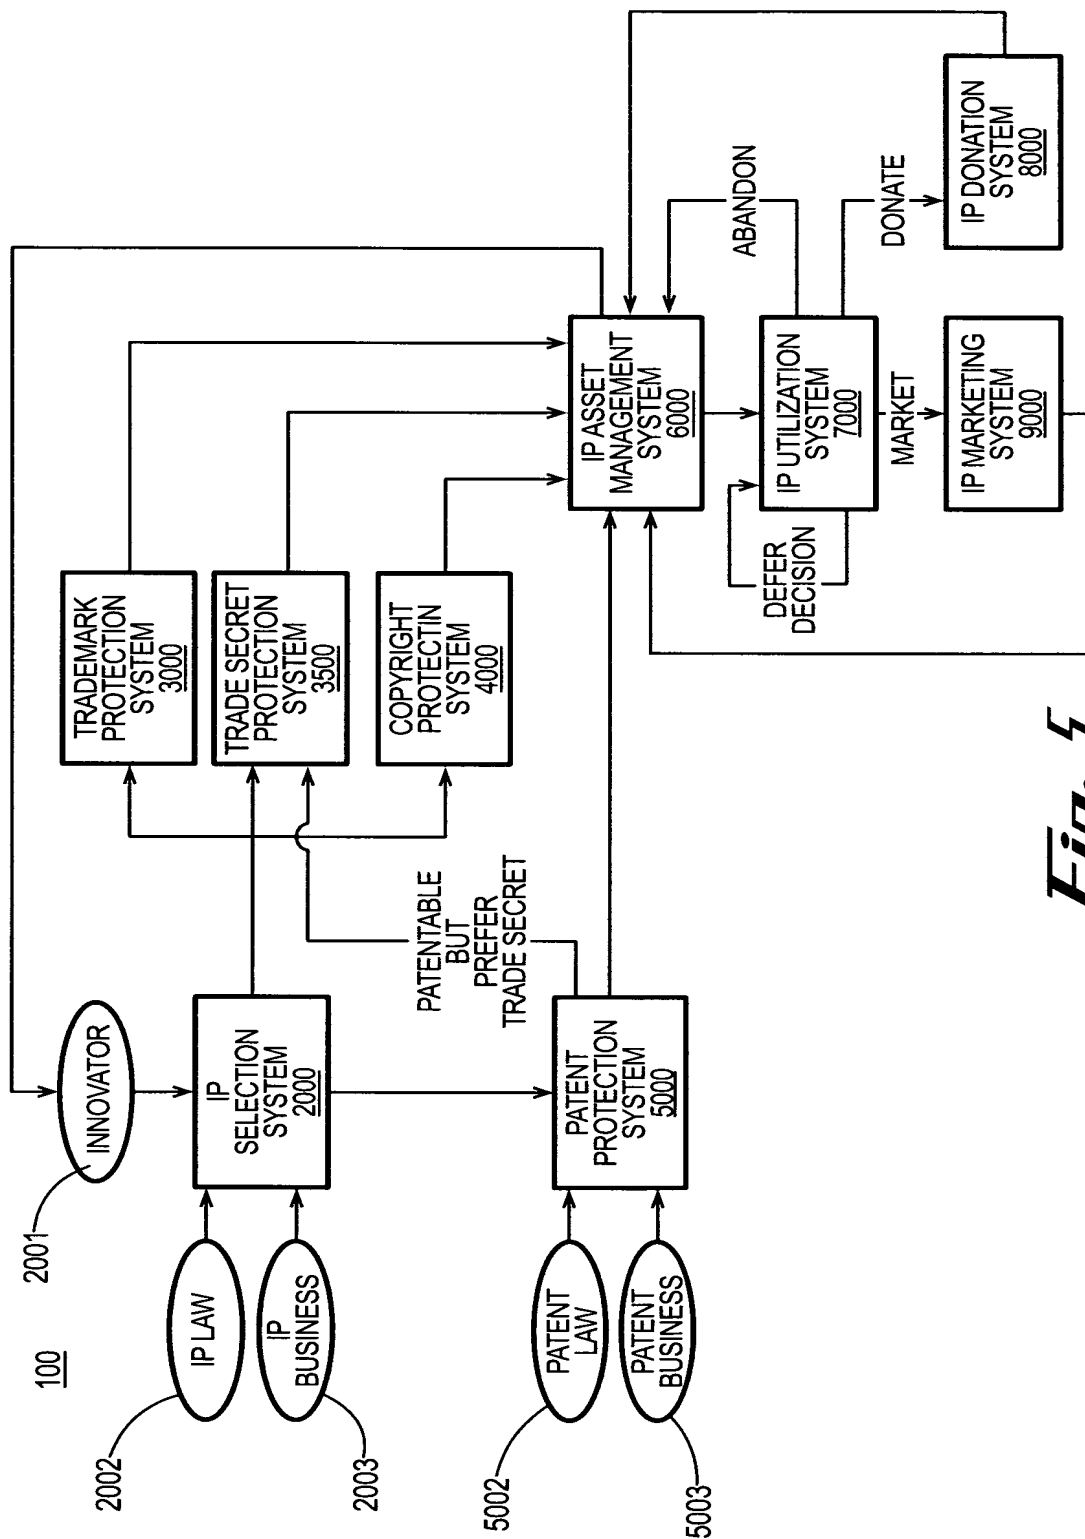 100
2001
INNOVATOR
2002
IP LAW
2003
IP
BUSINESS
IP
SELECTION
SYSTEM
2000
TRADEMARK
PROTECTION
SYSTEM
3000
TRADE SECRET
PROTECTION
SYSTEM
3500
COPYRIGHT
PROTECTIN
SYSTEM
4000
PATENTABLE
BUT
PREFER
TRADE SECRET
5002
PATENT
LAW
5003
PATENT
BUSINESS
PATENT
PROTECTION
SYSTEM
5000
IP ASSET
MANAGEMENT
SYSTEM
6000
ABANDON
DEFER
DECISION
IP UTILIZATION
SYSTEM
7000
DONATE
MARKET
IP DONATION
SYSTEM
8000
IP MARKETING
SYSTEM
9000